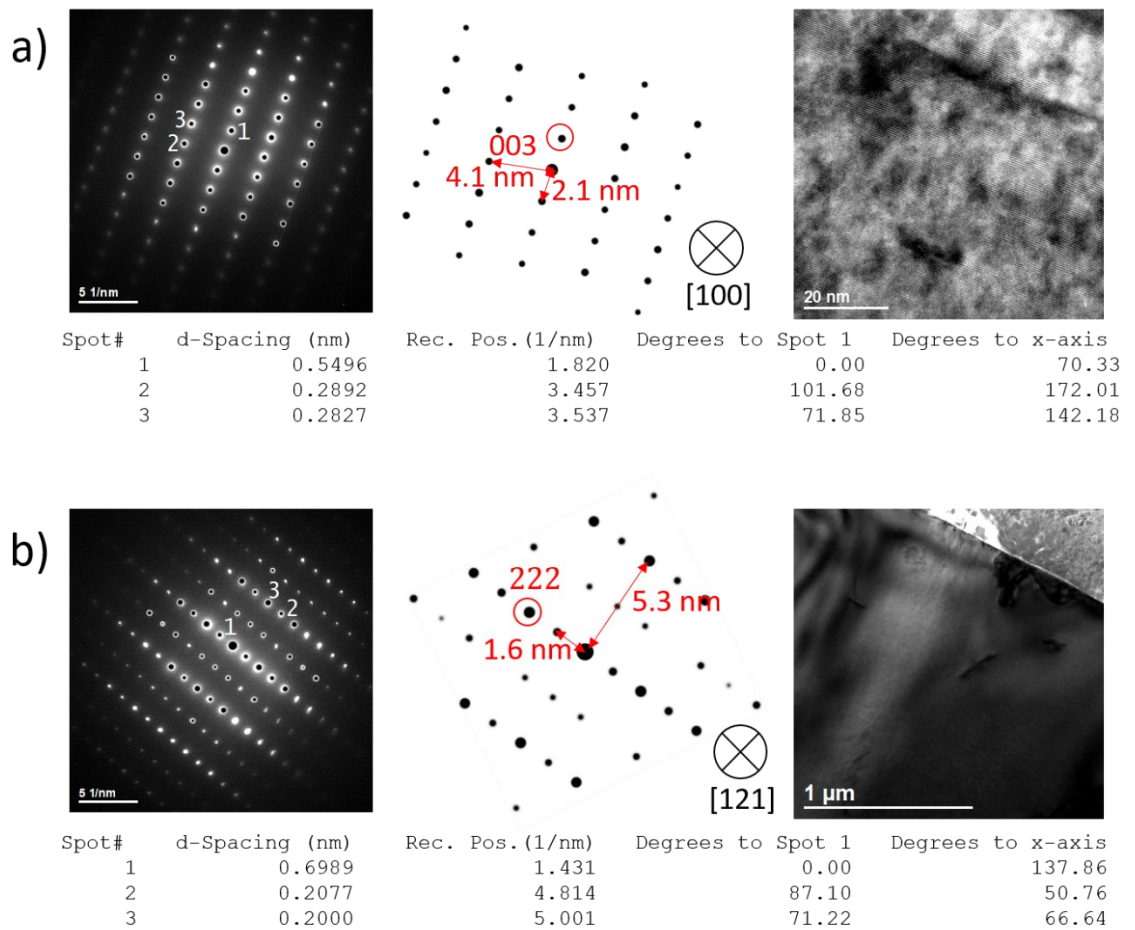 a)
3
1
2
5 1/nm
003
4.1 nm
2.1 nm
[100]
20 nm
Spot# d-Spacing (nm) Rec. Pos.(1/nm) Degrees to Spot 1 Degrees to x-axis
1 0.5496 1.820 0.00 70.33
2 0.2892 3.457 101.68 172.01
3 0.2827 3.537 71.85 142.18
b)
3
2
1
5 1/nm
222
5.3 nm
1.6 nm
[121]
1 µm
Spot# d-Spacing (nm) Rec. Pos.(1/nm) Degrees to Spot 1 Degrees to x-axis
1 0.6989 1.431 0.00 137.86
2 0.2077 4.814 87.10 50.76
3 0.2000 5.001 71.22 66.64